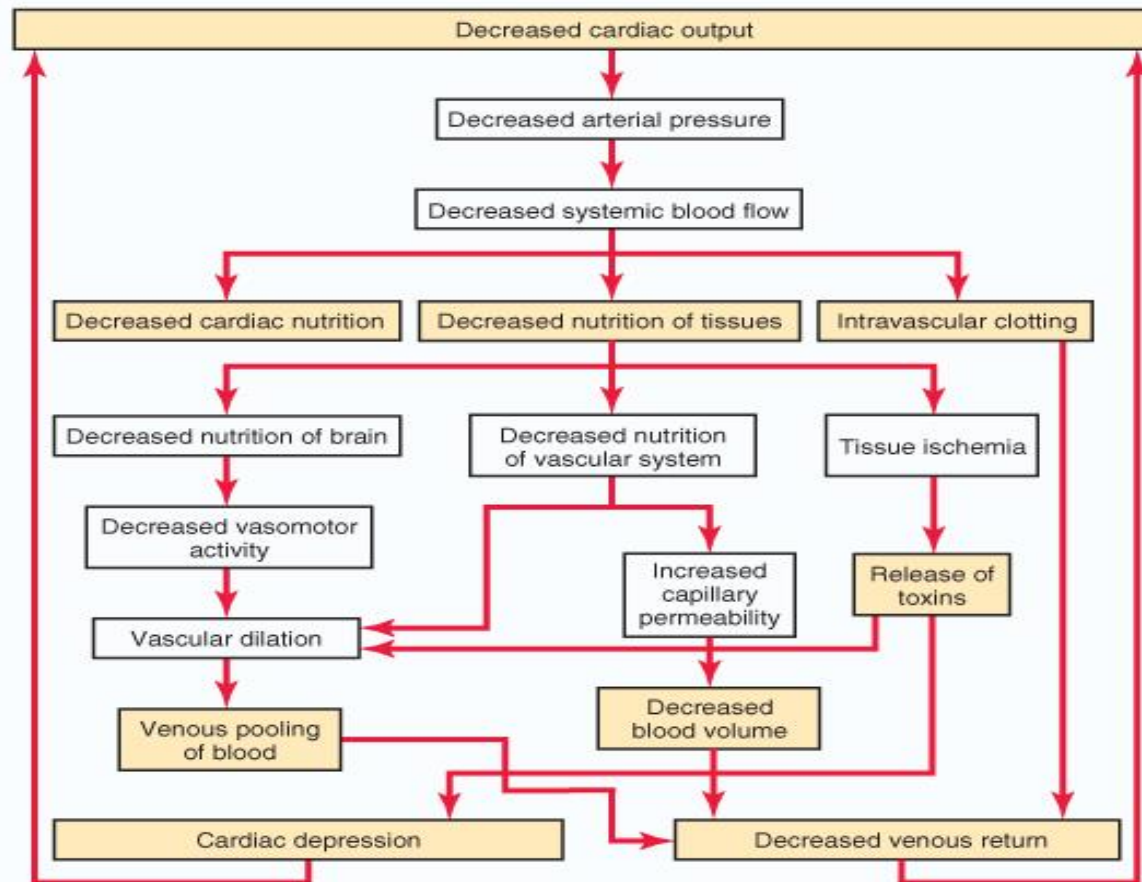 Decreased cardiac output
Decreased arterial pressure
Decreased systemic blood flow
Decreased cardiac nutrition
Decreased nutrition of tissues
Intravascular clotting
Decreased nutrition of brain
Decreased nutrition
of vascular system
Tissue ischemia
Decreased vasomotor
activity
Increased
capillary
permeability
Release of
toxins
Vascular dilation
Venous pooling
of blood
Decreased
blood volume
Cardiac depression
Decreased venous return